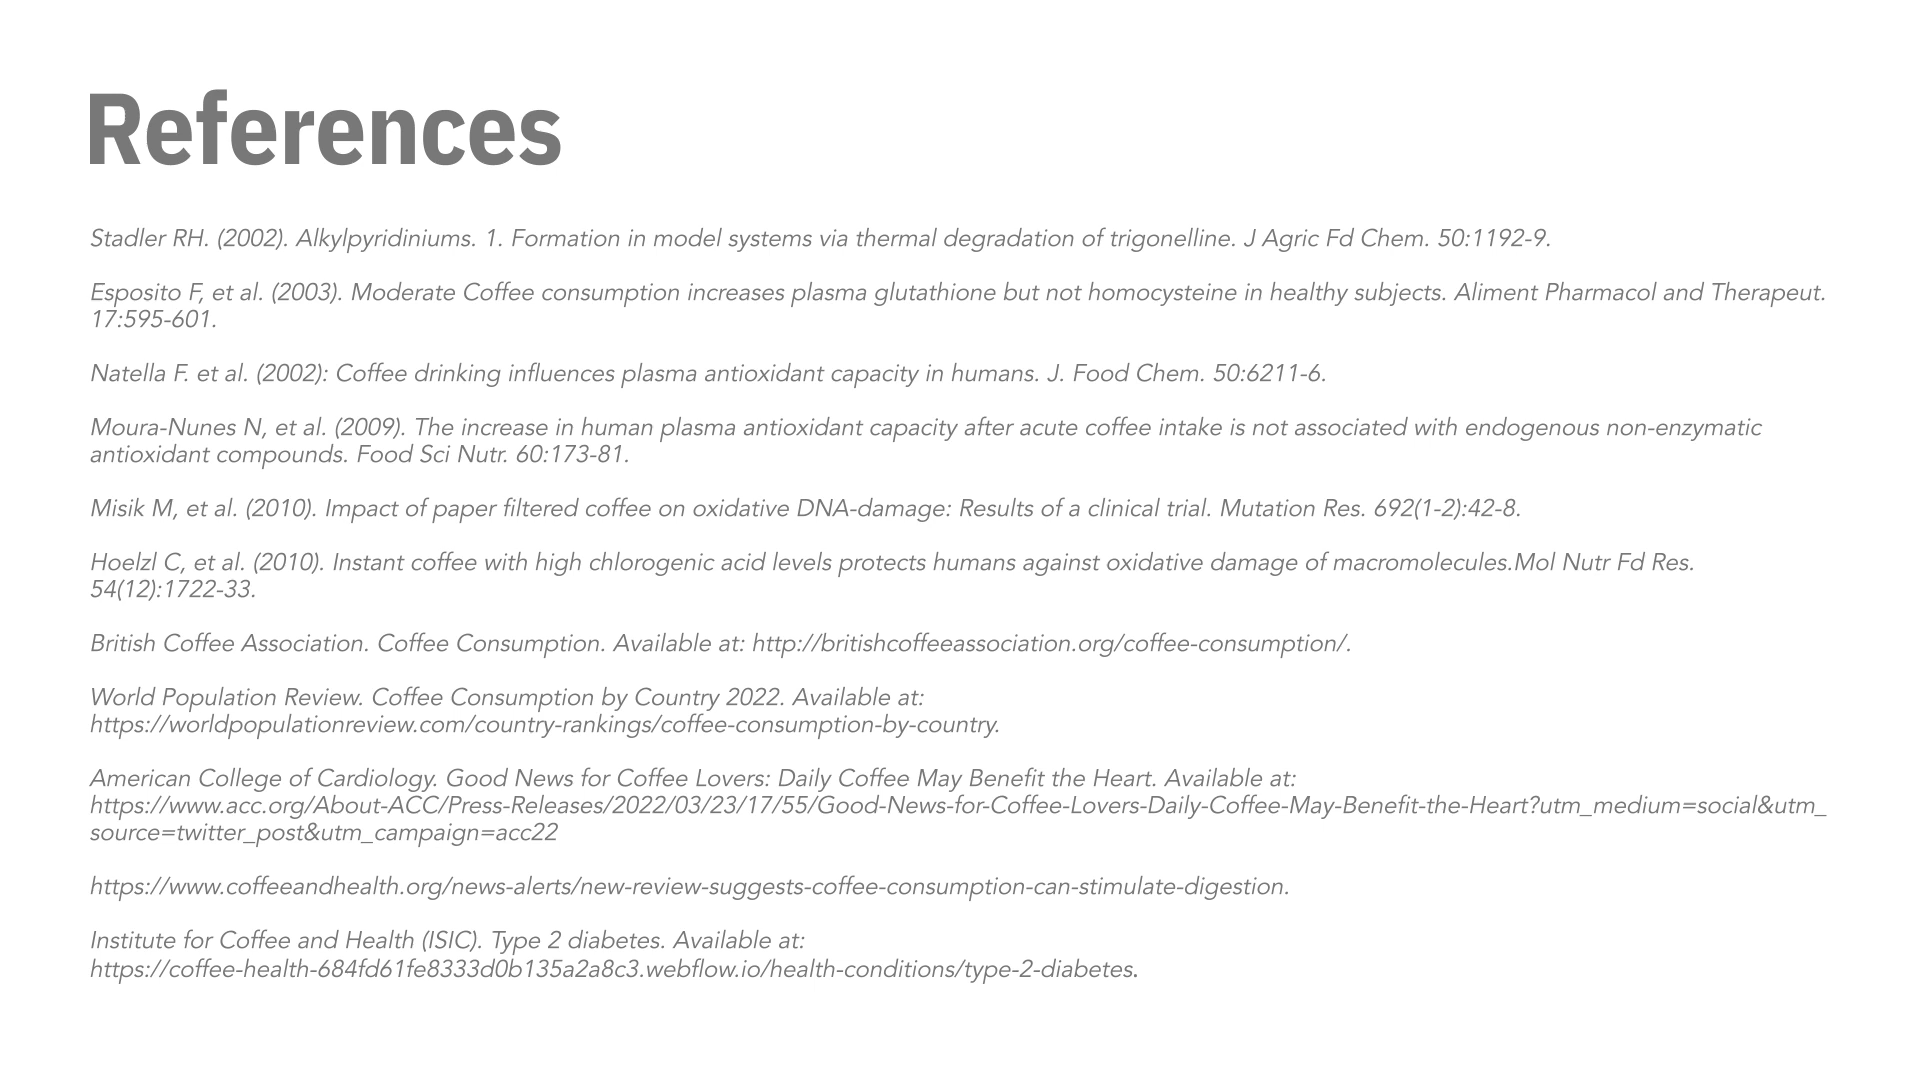 References
Stadler RH. (2002). Alkylpyridiniums. 1. Formation in model systems via thermal degradation of trigonelline. J Agric Fd Chem. 50:1192-9.
Esposito F, et al. (2003). Moderate Coffee consumption increases plasma glutathione but not homocysteine in healthy subjects. Aliment Pharmacol and Therapeut.
17:595-601.
Natella F. et al. (2002): Coffee drinking influences plasma antioxidant capacity in humans. J. Food Chem. 50:6211-6.
Moura-Nunes N, et al. (2009). The increase in human plasma antioxidant capacity after acute coffee intake is not associated with endogenous non-enzymatic
antioxidant compounds. Food Sci Nutr. 60:173-81.
Misik M, et al. (2010). Impact of paper filtered coffee on oxidative DNA-damage: Results of a clinical trial. Mutation Res. 692(1-2):42-8.
Hoelzl C, et al. (2010). Instant coffee with high chlorogenic acid levels protects humans against oxidative damage of macromolecules.Mol Nutr Fd Res.
54(12):1722-33.
British Coffee Association. Coffee Consumption. Available at: http://britishcoffeeassociation.org/coffee-consumption/.
World Population Review. Coffee Consumption by Country 2022. Available at:
https://worldpopulationreview.com/country-rankings/coffee-consumption-by-country.
American College of Cardiology. Good News for Coffee Lovers: Daily Coffee May Benefit the Heart. Available at:
https://www.acc.org/About-ACC/Press-Releases/2022/03/23/17/55/Good-News-for-Coffee-Lovers-Daily-Coffee-May-Benefit-the-Heart?utm_medium=social&utm_
source=twitter_post&utm_campaign=acc22
https://www.coffeeandhealth.org/news-alerts/new-review-suggests-coffee-consumption-can-stimulate-digestion.
Institute for Coffee and Health (ISIC). Type 2 diabetes. Available at:
https://coffee-health-684fd61fe8333d0b135a2a8c3.webflow.io/health-conditions/type-2-diabetes.